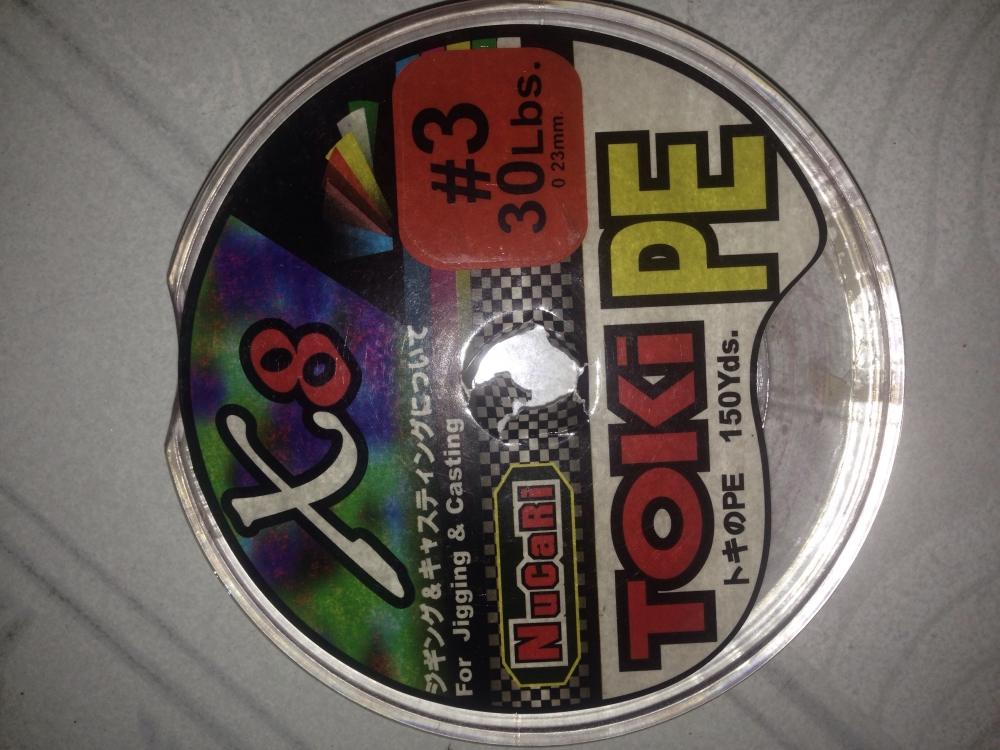 X8
#3
30Lbs.
0 23mm.
ジギング&キャスティングについて
For Jigging & Casting
NuCaRi
TOKi PE
トキのPE 150Yds.